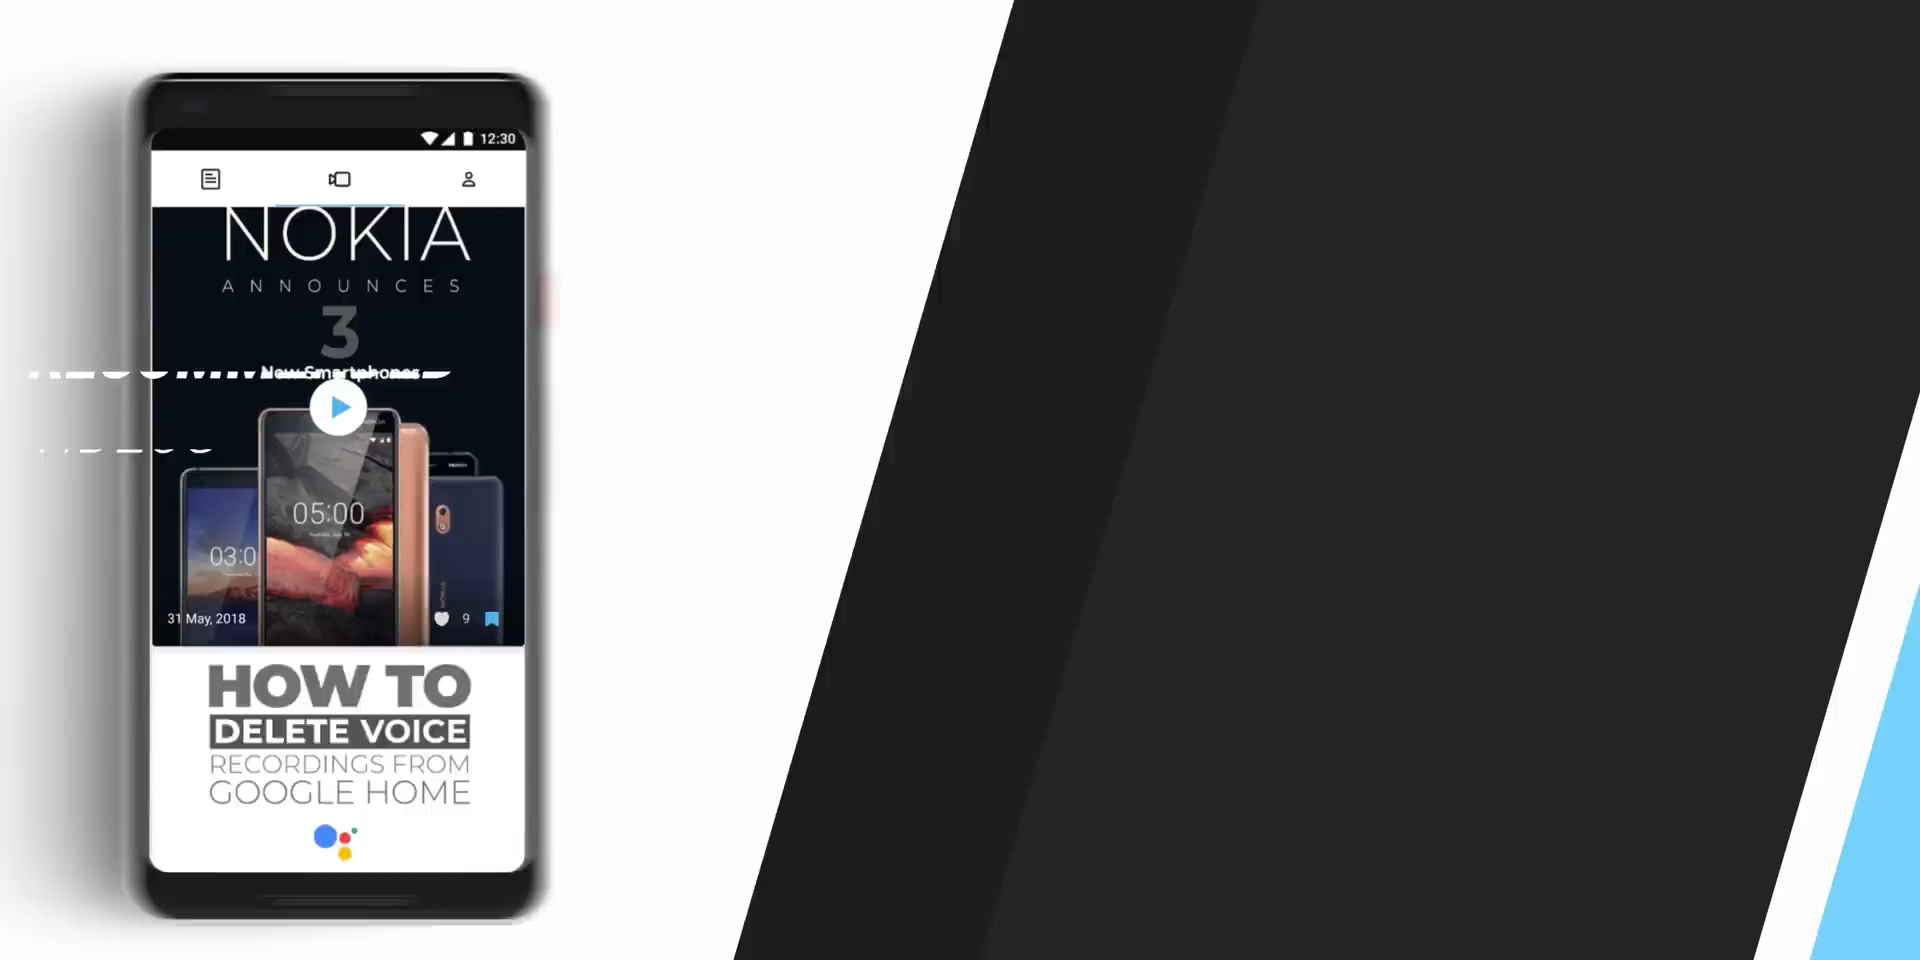 12:30
NOKIA
ANNOUNCES
3
New Smartphones
05:00
03:0
31 May, 2018
9
HOW TO
DELETE VOICE
RECORDINGS FROM
GOOGLE HOME